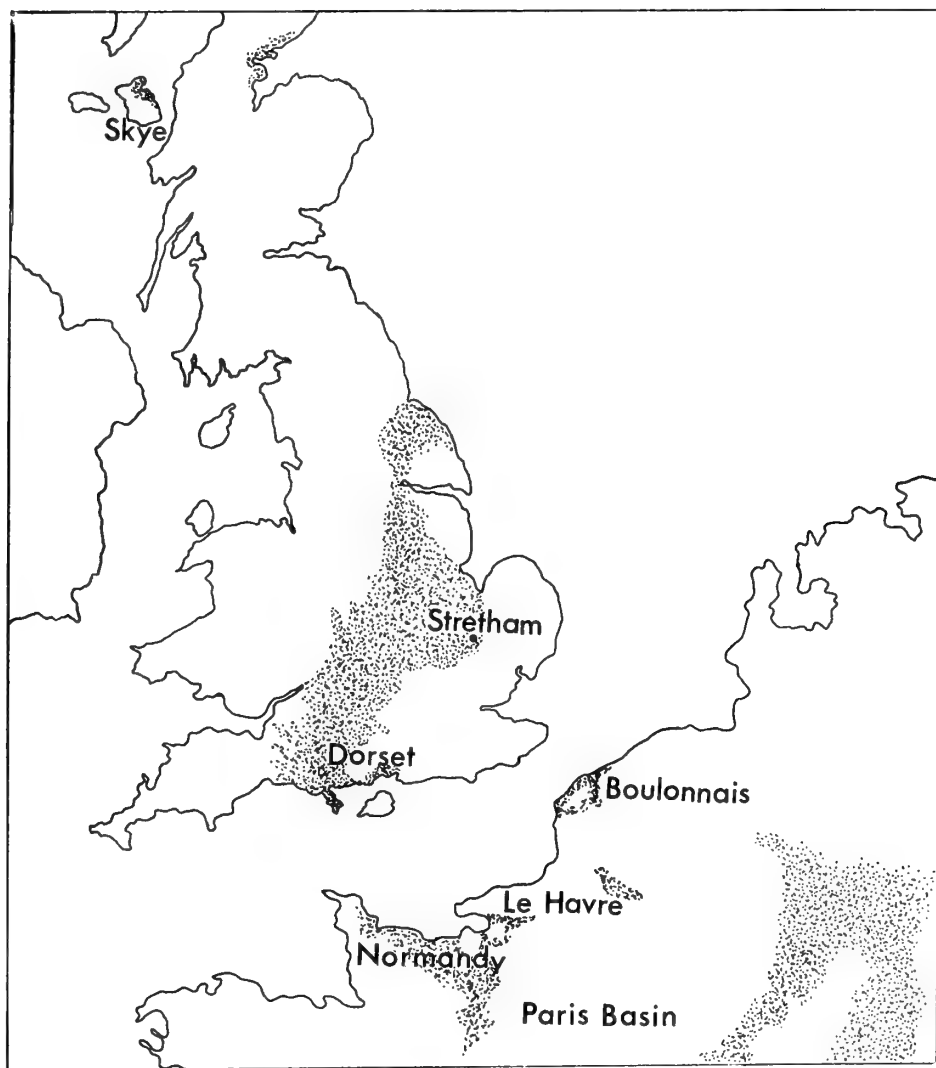 Skye
Stretham
Dorset
Boulonnais
Le Havre
Normandy
Paris Basin